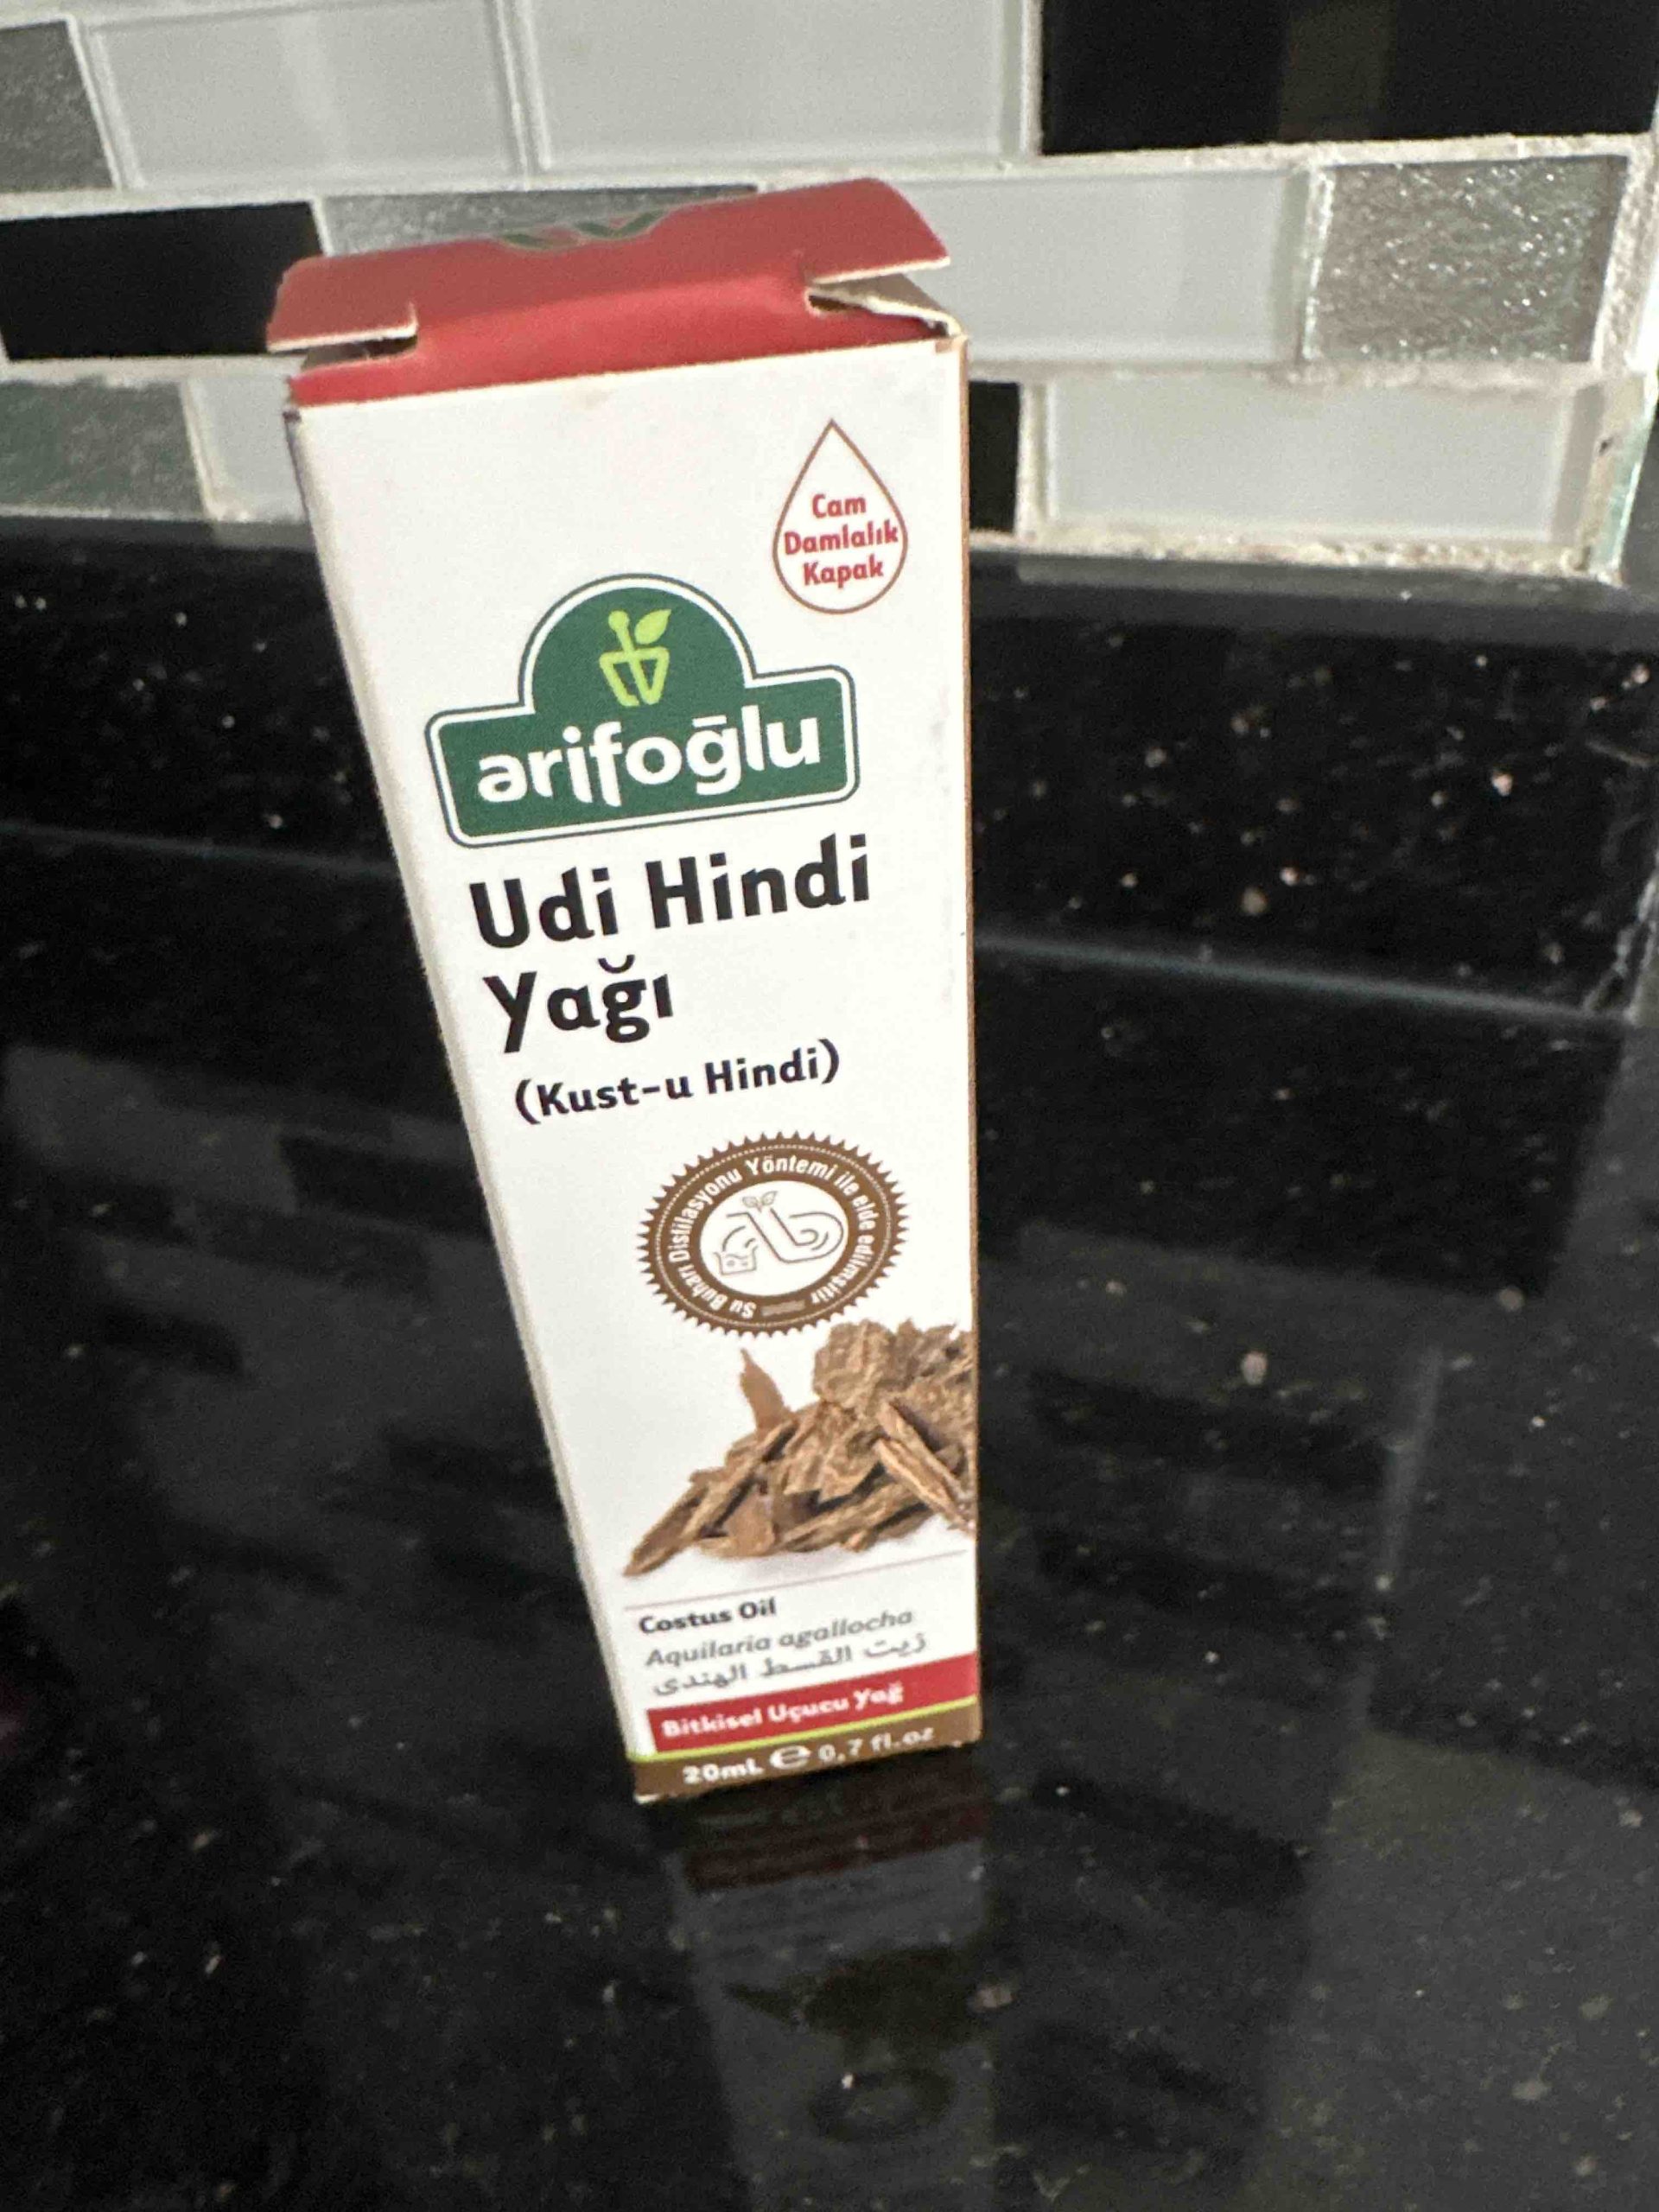 Cam
Damlalık
Kapak
arifoğlu
Udi Hindi
Yağı
(Kust-u Hindi)
Su Buharı Distilasyonu Yöntemi ile elde edilmiştir
Costus Oil
Aquilaria agallocha
زيت القسط الهندى
Bitkisel Uçucu Yağ
20mL e 0,7 fl.oz